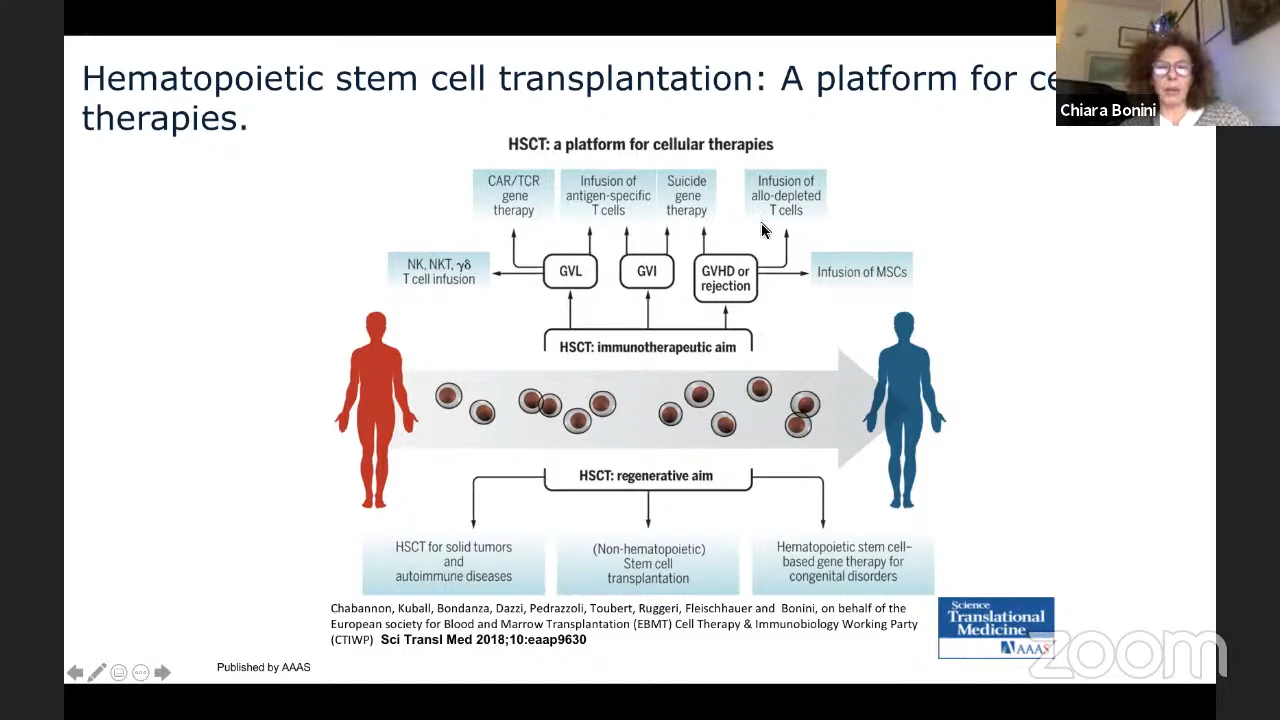 Hematopoietic stem cell transplantation: A platform for
therapies.
Chiara Bonini
HSCT: a platform for cellular therapies
CAR/TCR
gene
therapy
Infusion of
antigen-specific
T cells
Suicide
gene
therapy
Infusion of
allo-depleted
T cells
NK, NKT, γδ
T cell infusion
GVL
GVI
GVHD or
rejection
Infusion of MSCs
HSCT: immunotherapeutic aim
HSCT: regenerative aim
HSCT for solid tumors
and
autoimmune diseases
(Non-hematopoietic)
Stem cell
transplantation
Hematopoietic stem cell–
based gene therapy for
congenital disorders
Chabannon, Kuball, Bondanza, Dazzi, Pedrazzoli, Toubert, Ruggeri, Fleischhauer and Bonini, on behalf of the
European society for Blood and Marrow Transplantation (EBMT) Cell Therapy & Immunobiology Working Party
(CTIWP) Sci Transl Med 2018;10:eaap9630
Science
Translational
Medicine
AAAS
Published by AAAS
zoom